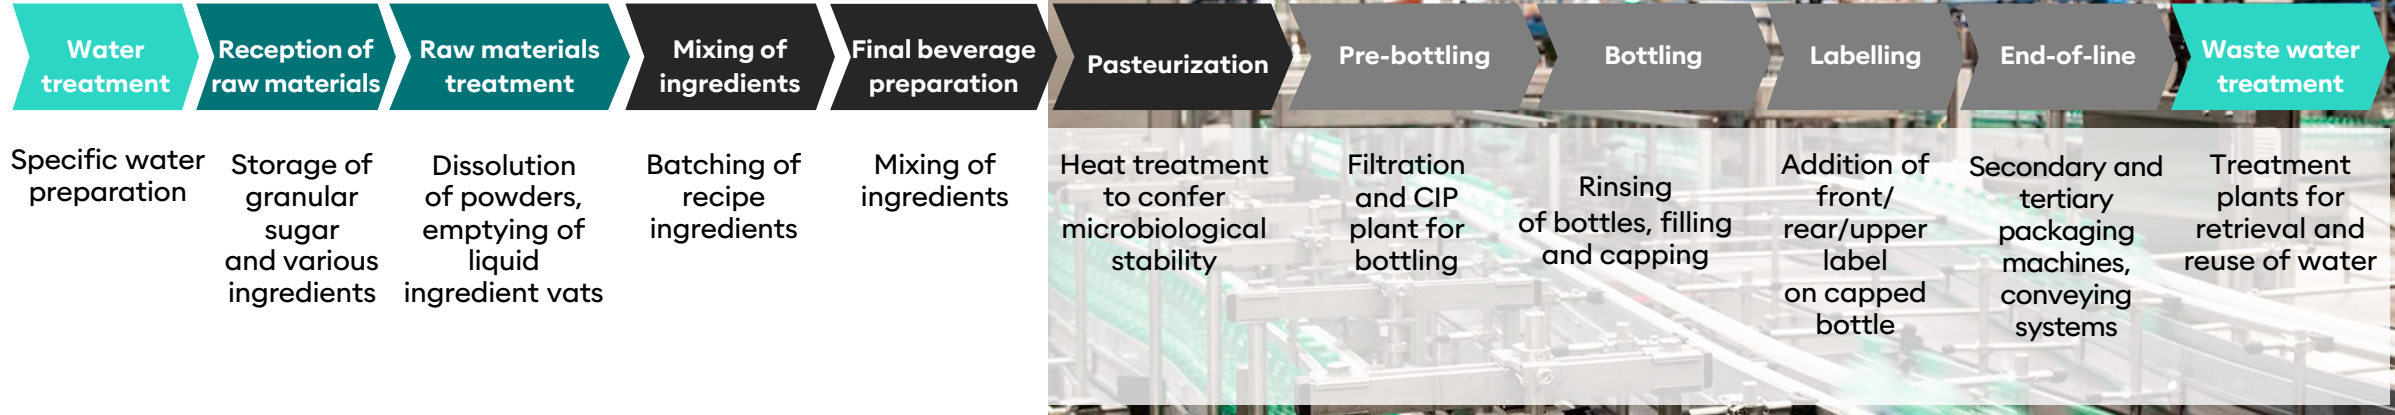 Water
treatment
Reception of
raw materials
Raw materials
treatment
Mixing of
ingredients
Final beverage
preparation
Pasteurization
Pre-bottling
Bottling
Labelling
End-of-line
Waste water
treatment
Specific water
preparation
Storage of
granular
sugar
and various
ingredients
Dissolution
of powders,
emptying of
liquid
ingredient vats
Batching of
recipe
ingredients
Mixing of
ingredients
Heat treatment
to confer
microbiological
stability
Filtration
and CIP
plant for
bottling
Rinsing
of bottles, filling
and capping
Addition of
front/
rear/upper
label
on capped
bottle
Secondary and
tertiary
packaging
machines,
conveying
systems
Treatment
plants for
retrieval and
reuse of water